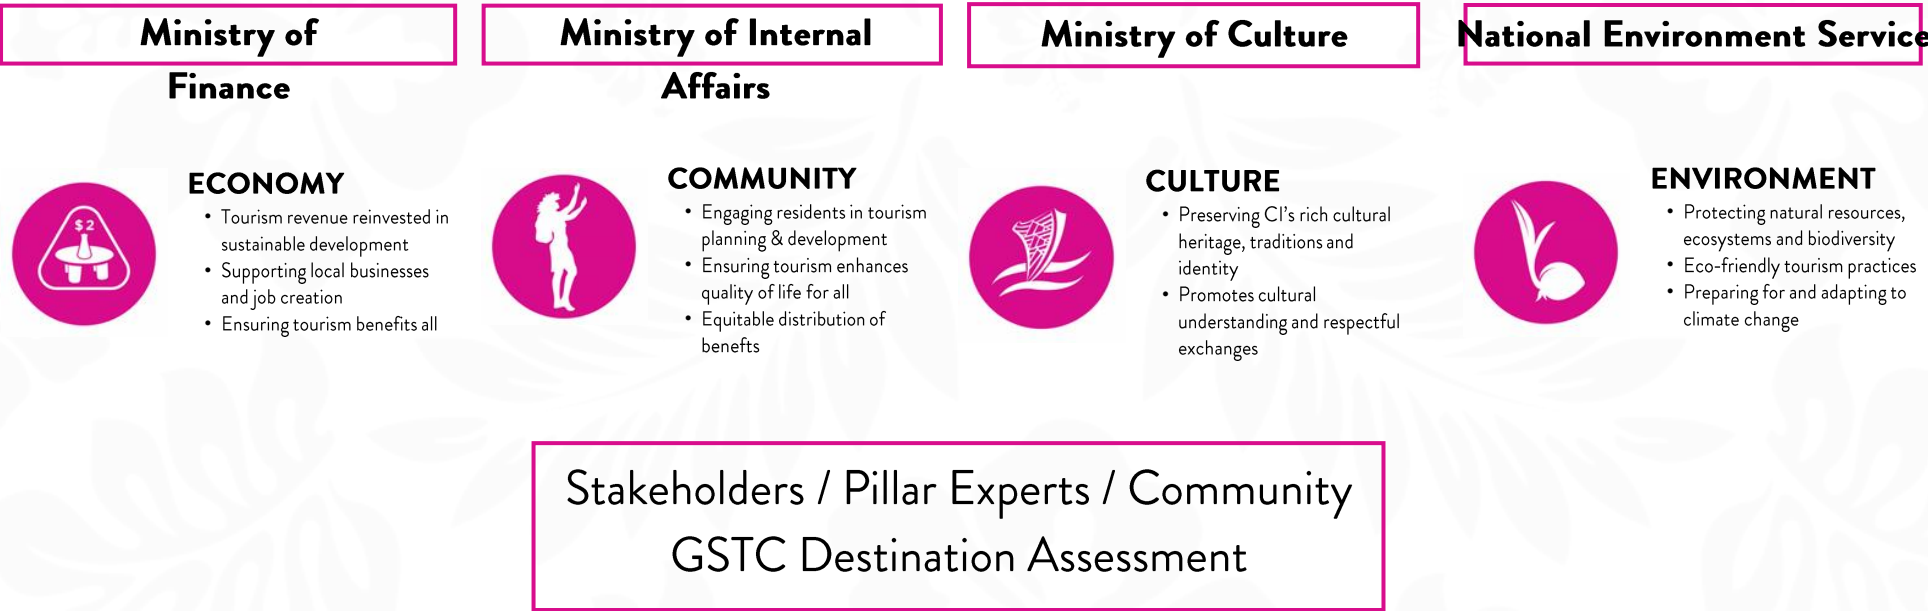 Ministry of
Finance
Ministry of Internal
Affairs
Ministry of Culture
National Environment Service
$2
ECONOMY
• Tourism revenue reinvested in
sustainable development
• Supporting local businesses
and job creation
• Ensuring tourism benefits all
COMMUNITY
• Engaging residents in tourism
planning & development
• Ensuring tourism enhances
quality of life for all
• Equitable distribution of
benefts
CULTURE
• Preserving CI's rich cultural
heritage, traditions and
identity
• Promotes cultural
understanding and respectful
exchanges
ENVIRONMENT
• Protecting natural resources,
ecosystems and biodiversity
• Eco-friendly tourism practices
• Preparing for and adapting to
climate change
Stakeholders / Pillar Experts / Community
GSTC Destination Assessment